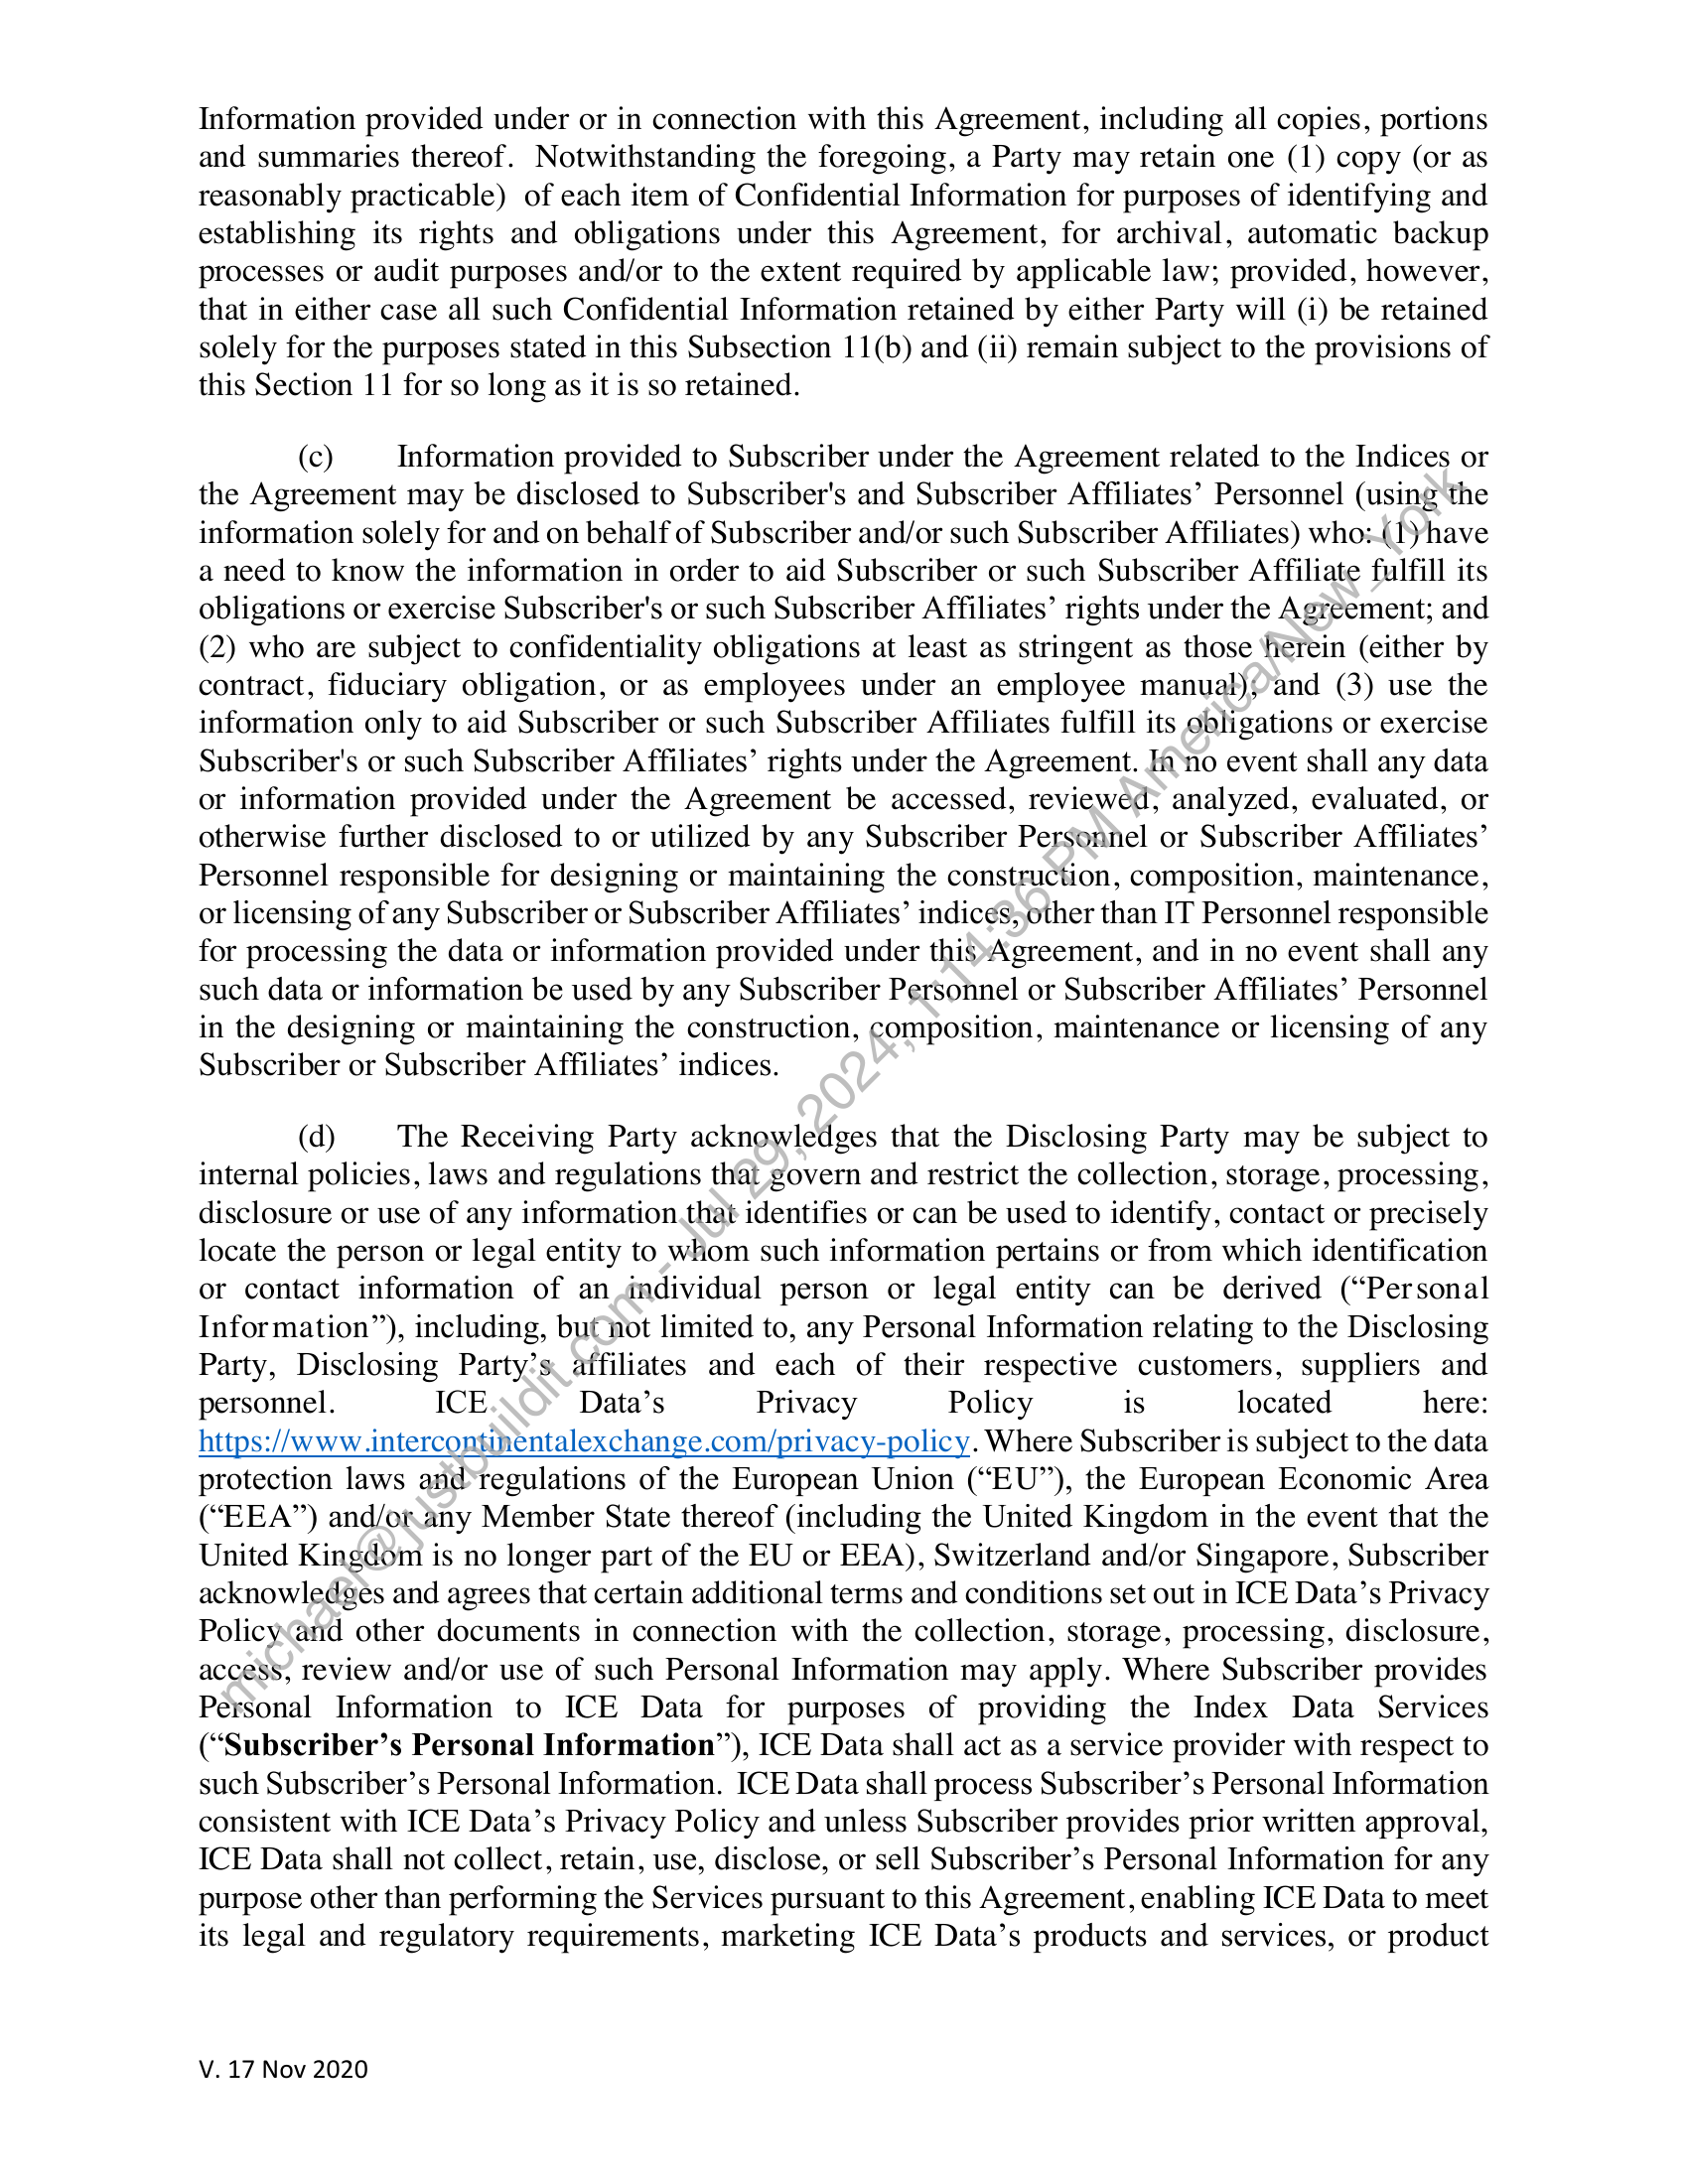 Information provided under or in connection with this Agreement, including all copies, portions
and summaries thereof.  Notwithstanding the foregoing, a Party may retain one (1) copy (or as
reasonably practicable)  of each item of Confidential Information for purposes of identifying and
establishing its rights and obligations under this Agreement, for archival, automatic backup
processes or audit purposes and/or to the extent required by applicable law; provided, however,
that in either case all such Confidential Information retained by either Party will (i) be retained
solely for the purposes stated in this Subsection 11(b) and (ii) remain subject to the provisions of
this Section 11 for so long as it is so retained.
(c) Information provided to Subscriber under the Agreement related to the Indices or
the Agreement may be disclosed to Subscriber's and Subscriber Affiliates’ Personnel (using the
information solely for and on behalf of Subscriber and/or such Subscriber Affiliates) who: (1) have
a need to know the information in order to aid Subscriber or such Subscriber Affiliate fulfill its
obligations or exercise Subscriber's or such Subscriber Affiliates’ rights under the Agreement; and
(2) who are subject to confidentiality obligations at least as stringent as those herein (either by
contract, fiduciary obligation, or as employees under an employee manual); and (3) use the
information only to aid Subscriber or such Subscriber Affiliates fulfill its obligations or exercise
Subscriber's or such Subscriber Affiliates’ rights under the Agreement. In no event shall any data
or information provided under the Agreement be accessed, reviewed, analyzed, evaluated, or
otherwise further disclosed to or utilized by any Subscriber Personnel or Subscriber Affiliates’
Personnel responsible for designing or maintaining the construction, composition, maintenance,
or licensing of any Subscriber or Subscriber Affiliates’ indices, other than IT Personnel responsible
for processing the data or information provided under this Agreement, and in no event shall any
such data or information be used by any Subscriber Personnel or Subscriber Affiliates’ Personnel
in the designing or maintaining the construction, composition, maintenance or licensing of any
Subscriber or Subscriber Affiliates’ indices.
(d) The Receiving Party acknowledges that the Disclosing Party may be subject to
internal policies, laws and regulations that govern and restrict the collection, storage, processing,
disclosure or use of any information that identifies or can be used to identify, contact or precisely
locate the person or legal entity to whom such information pertains or from which identification
or contact information of an individual person or legal entity can be derived (“Personal
Information”), including, but not limited to, any Personal Information relating to the Disclosing
Party, Disclosing Party’s affiliates and each of their respective customers, suppliers and
personnel. ICE Data’s Privacy Policy is located here:
https://www.intercontinentalexchange.com/privacy-policy. Where Subscriber is subject to the data
protection laws and regulations of the European Union (“EU”), the European Economic Area
(“EEA”) and/or any Member State thereof (including the United Kingdom in the event that the
United Kingdom is no longer part of the EU or EEA), Switzerland and/or Singapore, Subscriber
acknowledges and agrees that certain additional terms and conditions set out in ICE Data’s Privacy
Policy and other documents in connection with the collection, storage, processing, disclosure,
access, review and/or use of such Personal Information may apply. Where Subscriber provides
Personal Information to ICE Data for purposes of providing the Index Data Services
(“Subscriber’s Personal Information”), ICE Data shall act as a service provider with respect to
such Subscriber’s Personal Information.  ICE Data shall process Subscriber’s Personal Information
consistent with ICE Data’s Privacy Policy and unless Subscriber provides prior written approval,
ICE Data shall not collect, retain, use, disclose, or sell Subscriber’s Personal Information for any
purpose other than performing the Services pursuant to this Agreement, enabling ICE Data to meet
its legal and regulatory requirements, marketing ICE Data’s products and services, or product
V. 17 Nov 2020
michael@justbuildit.com - Jul 29, 2024, 1:14:36 PM America/New_York